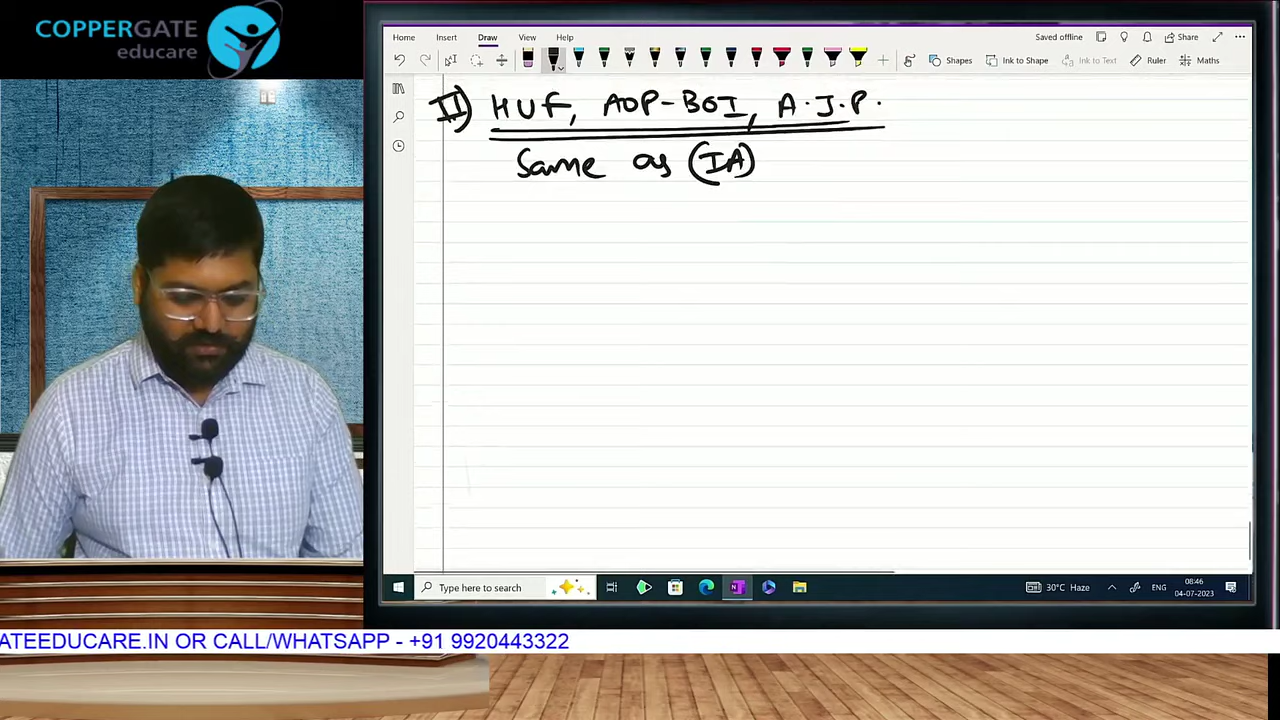 COPPERGATE
educare
Home Insert Draw View Help
Saved offline
Share
Shapes
Ink to Shape
Ink to Text
Ruler
Maths
II) HUF, AOP-BOI, A.J.P.
Same as (IA)
Type here to search
30°C Haze
ENG
08:46
04-07-2023
ATEEDUCARE.IN OR CALL/WHATSAPP - +91 9920443322